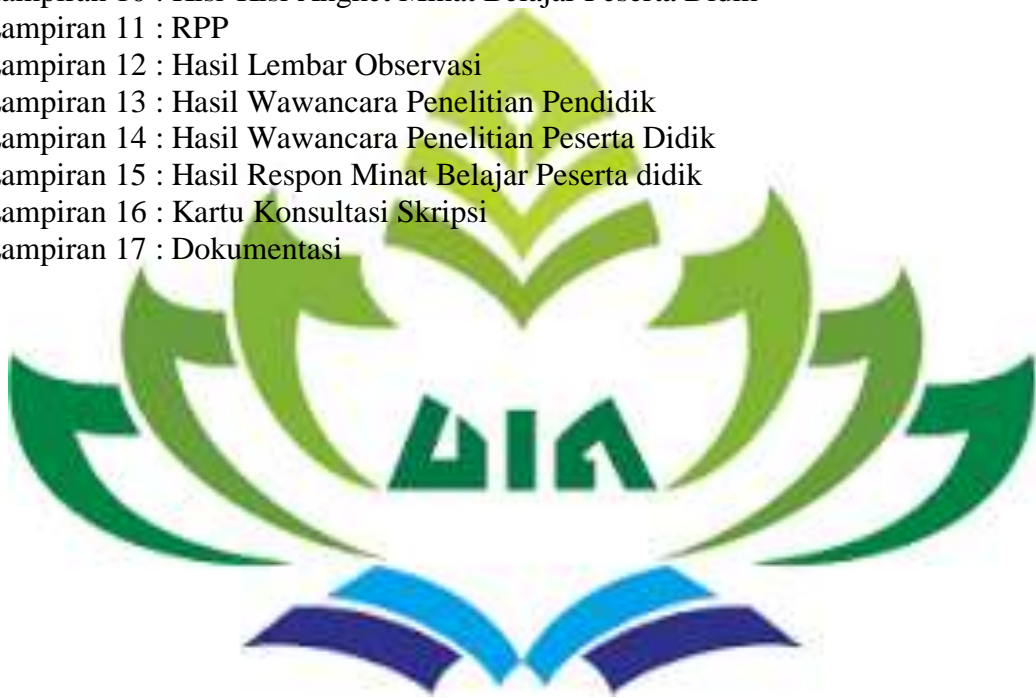 ampiran 11 : RPP
ampiran 12 : Hasil Lembar Observasi
ampiran 13 : Hasil Wawancara Penelitian Pendidik
ampiran 14 : Hasil Wawancara Penelitian Peserta Didik
ampiran 15 : Hasil Respon Minat Belajar Peserta didik
ampiran 16 : Kartu Konsultasi Skripsi
ampiran 17 : Dokumentasi